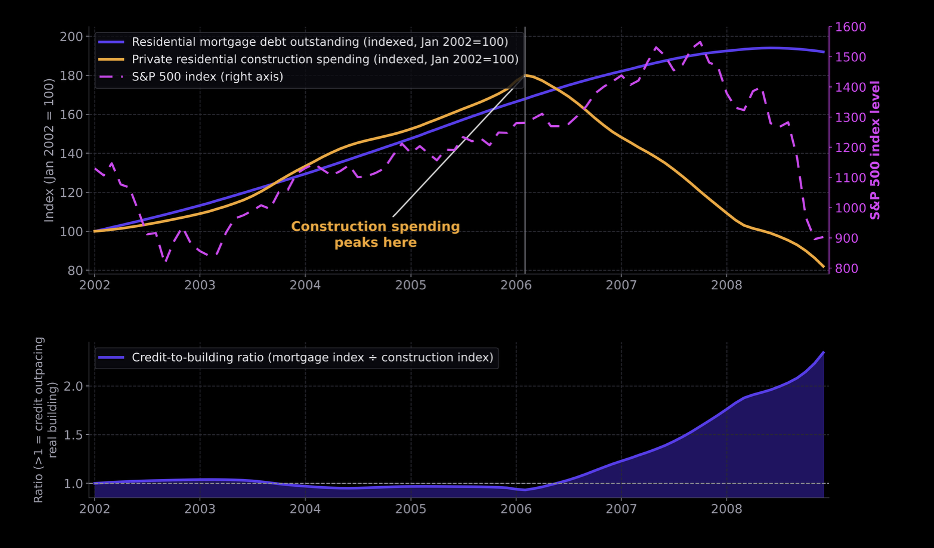 Residential mortgage debt outstanding (indexed, Jan 2002=100)
Private residential construction spending (indexed, Jan 2002=100)
S&P 500 index (right axis)
Index (Jan 2002 = 100)
200
180
160
140
120
100
80
1600
1500
1400
1300
1200
1100
1000
900
800
S&P 500 index level
Construction spending
peaks here
2002 2003 2004 2005 2006 2007 2008
Credit-to-building ratio (mortgage index ÷ construction index)
Ratio (>1 = credit outpacing
real building)
2.0
1.5
1.0
2002 2003 2004 2005 2006 2007 2008